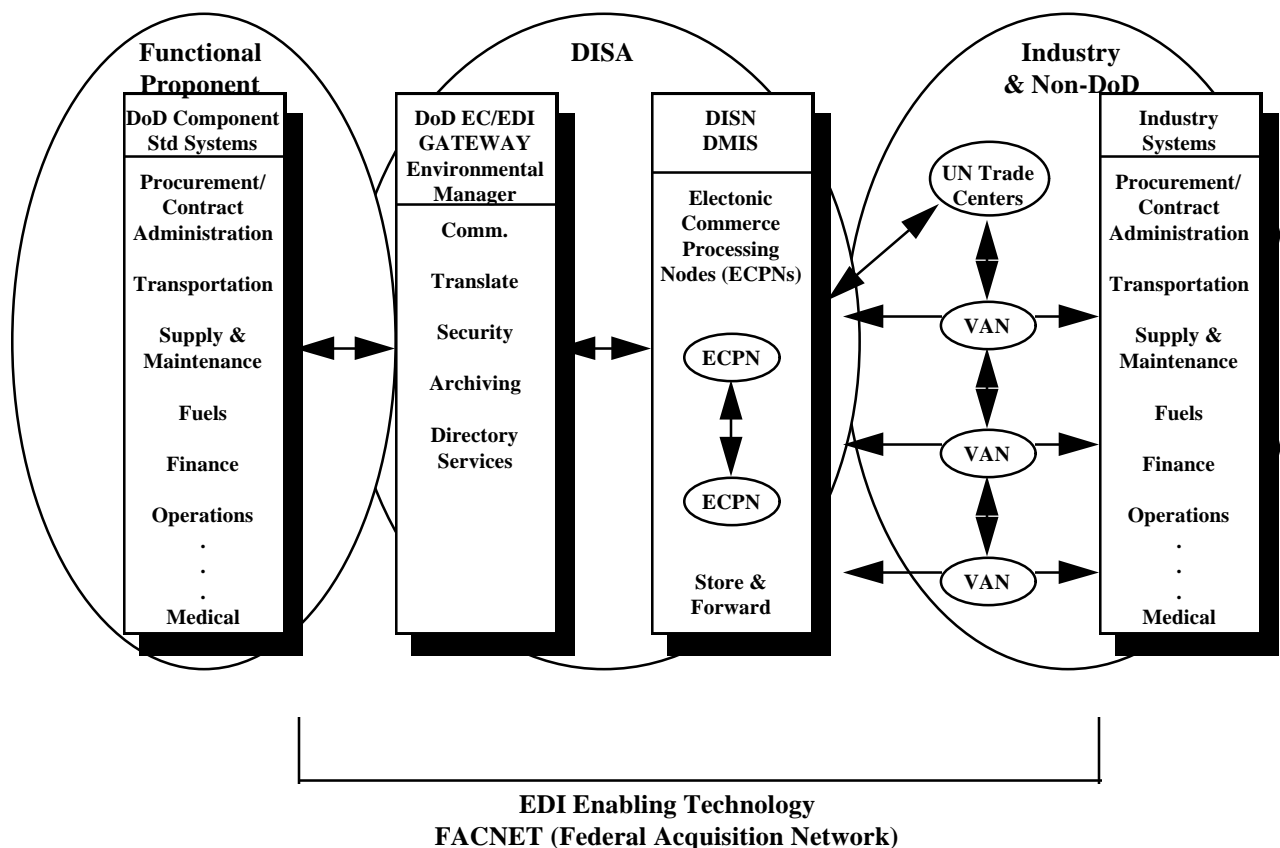 Functional
Proponent
DoD Component
Std Systems
Procurement/
Contract
Administration
Transportation
Supply &
Maintenance
Fuels
Finance
Operations
.
.
.
Medical
DISA
DoD EC/EDI
GATEWAY
Environmental
Manager
Comm.
Translate
Security
Archiving
Directory
Services
DISN
DMIS
Electonic
Commerce
Processing
Nodes (ECPNs)
ECPN
ECPN
Store &
Forward
Industry
& Non-DoD
UN Trade
Centers
VAN
VAN
VAN
Industry
Systems
Procurement/
Contract
Administration
Transportation
Supply &
Maintenance
Fuels
Finance
Operations
.
.
.
Medical
EDI Enabling Technology
FACNET (Federal Acquisition Network)